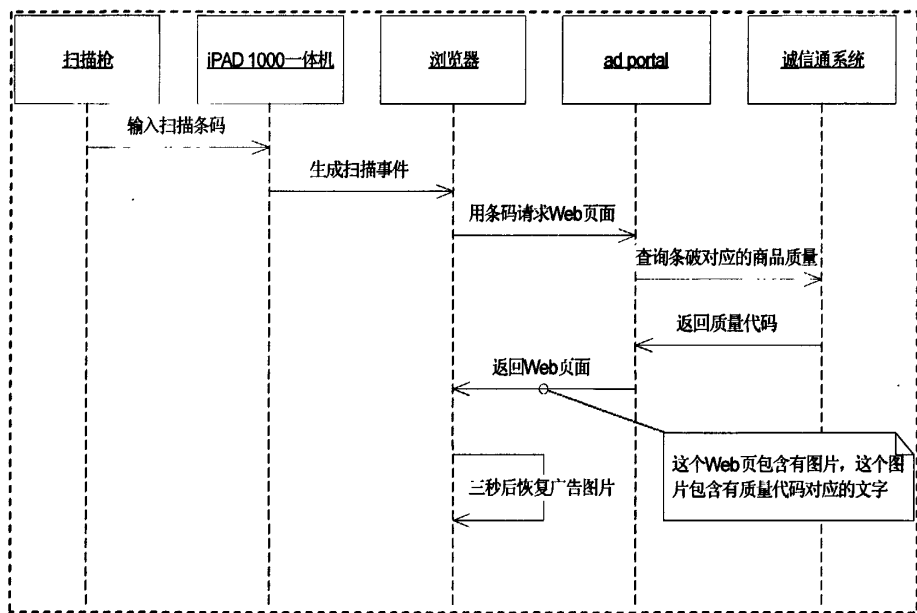 扫描枪
iPAD 1000一体机
浏览器
ad portal
诚信通系统
输入扫描条码
生成扫描事件
用条码请求Web页面
查询条破对应的商品质量
返回质量代码
返回Web页面
这个Web页包含有图片，这个图
片包含有质量代码对应的文字
三秒后恢复广告图片